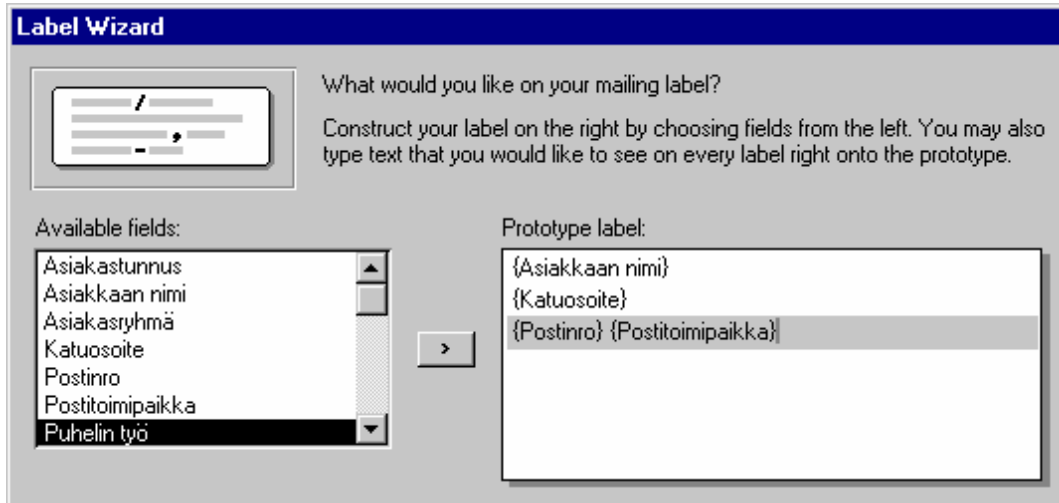 Label Wizard
What would you like on your mailing label?
Construct your label on the right by choosing fields from the left. You may also
type text that you would like to see on every label right onto the prototype.
Available fields:
Asiakastunnus
Asiakkaan nimi
Asiakasryhmä
Katuosoite
Postinro
Postitoimipaikka
Puhelin työ
>
Prototype label:
{Asiakkaan nimi}
{Katuosoite}
{Postinro} {Postitoimipaikka}